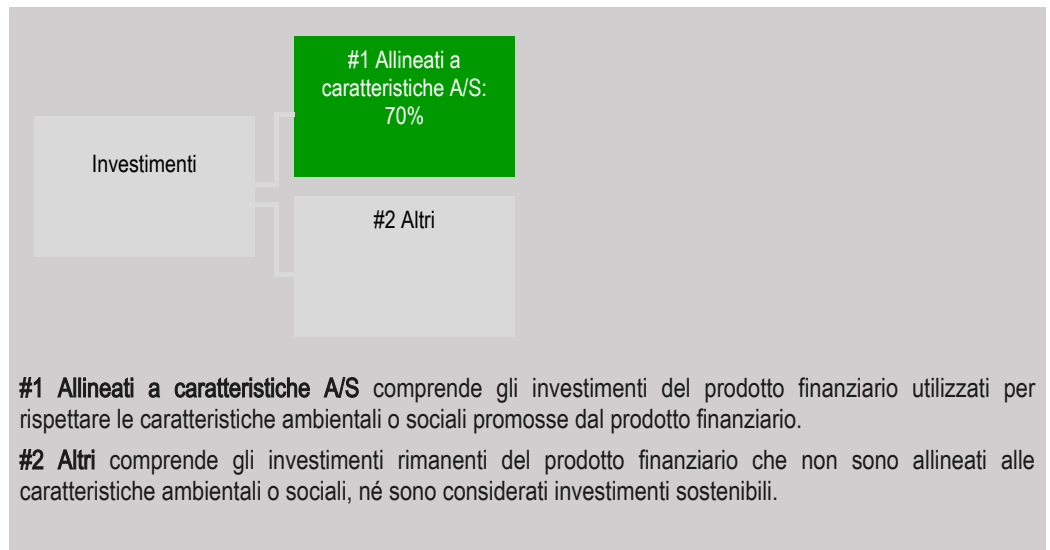 #1 Allineati a
caratteristiche A/S:
70%
Investimenti
#2 Altri
#1 Allineati a caratteristiche A/S comprende gli investimenti del prodotto finanziario utilizzati per
rispettare le caratteristiche ambientali o sociali promosse dal prodotto finanziario.
#2 Altri comprende gli investimenti rimanenti del prodotto finanziario che non sono allineati alle
caratteristiche ambientali o sociali, né sono considerati investimenti sostenibili.